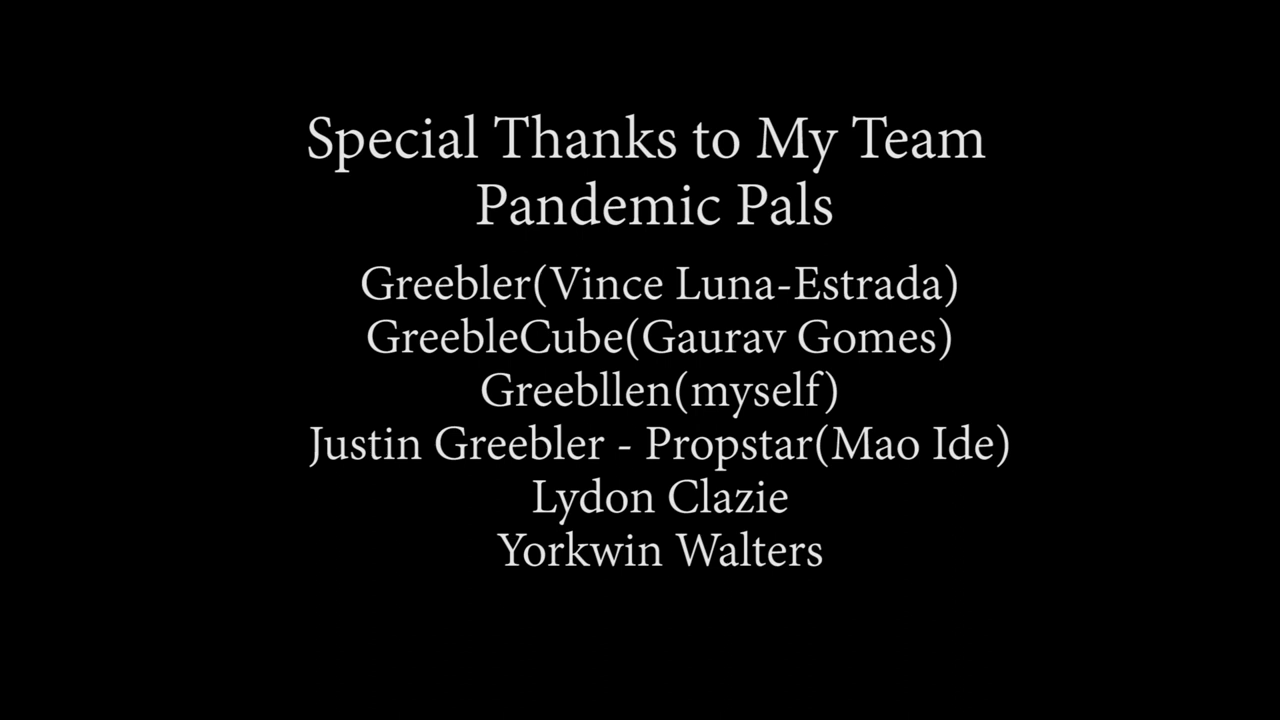 Special Thanks to My Team
Pandemic Pals
Greebler(Vince Luna-Estrada)
GreebleCube(Gaurav Gomes)
Greebllen(myself)
Justin Greebler - Propstar(Mao Ide)
Lydon Clazie
Yorkwin Walters